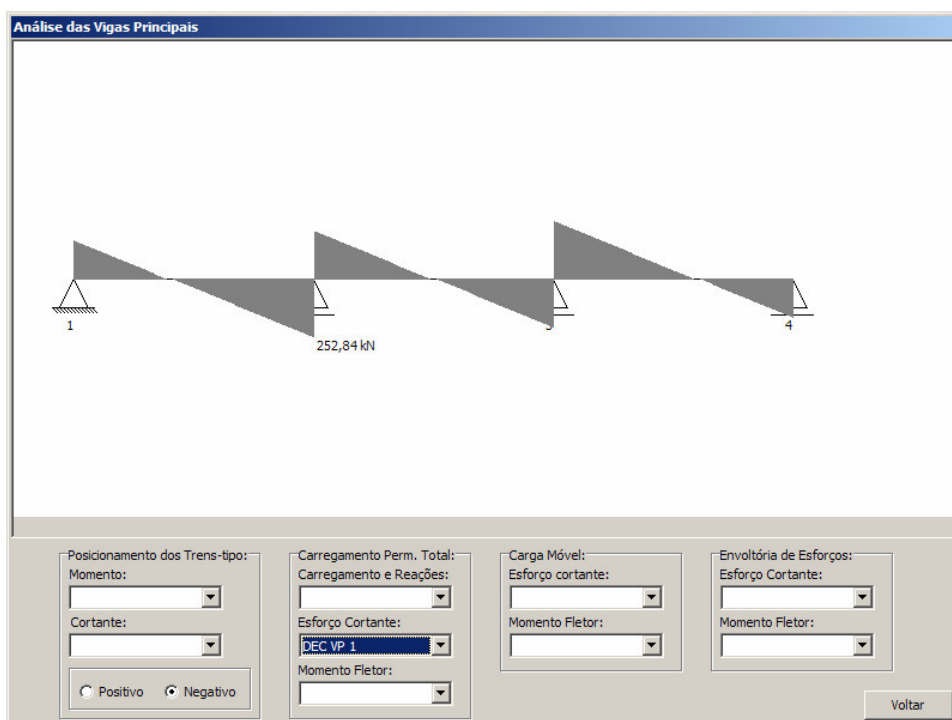 Análise das Vigas Principais
252,84 kN
1
3
4
Posicionamento dos Trens-tipo:
Momento:
Cortante:
Positivo
Negativo
Carregamento Perm. Total:
Carregamento e Reações:
Esforço Cortante:
DEC VP 1
Momento Fletor:
Carga Móvel:
Esforço cortante:
Momento Fletor:
Envoltória de Esforços:
Esforço Cortante:
Momento Fletor:
Voltar